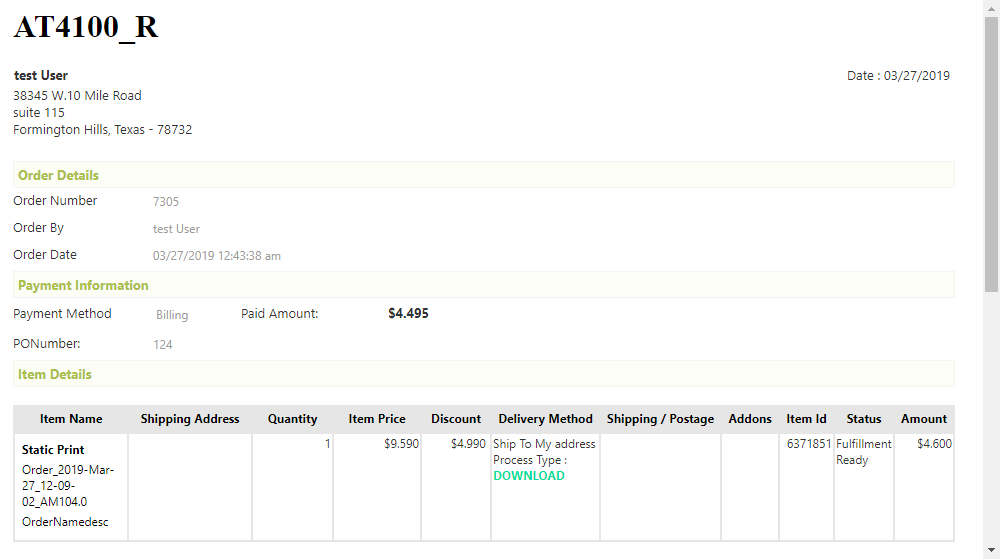 AT4100_R
test User
Date : 03/27/2019
38345 W.10 Mile Road
suite 115
Formington Hills, Texas - 78732
Order Details
Order Number 7305
Order By test User
Order Date 03/27/2019 12:43:38 am
Payment Information
Payment Method Billing Paid Amount: $4.495
PONumber: 124
Item Details
Item Name Shipping Address Quantity Item Price Discount Delivery Method Shipping / Postage Addons Item Id Status Amount
Static Print
Order_2019-Mar-
27_12-09-
02_AM104.0
OrderNamedesc
1
$9.590
$4.990
Ship To My address
Process Type :
DOWNLOAD
6371851
Fulfillment
Ready
$4.600